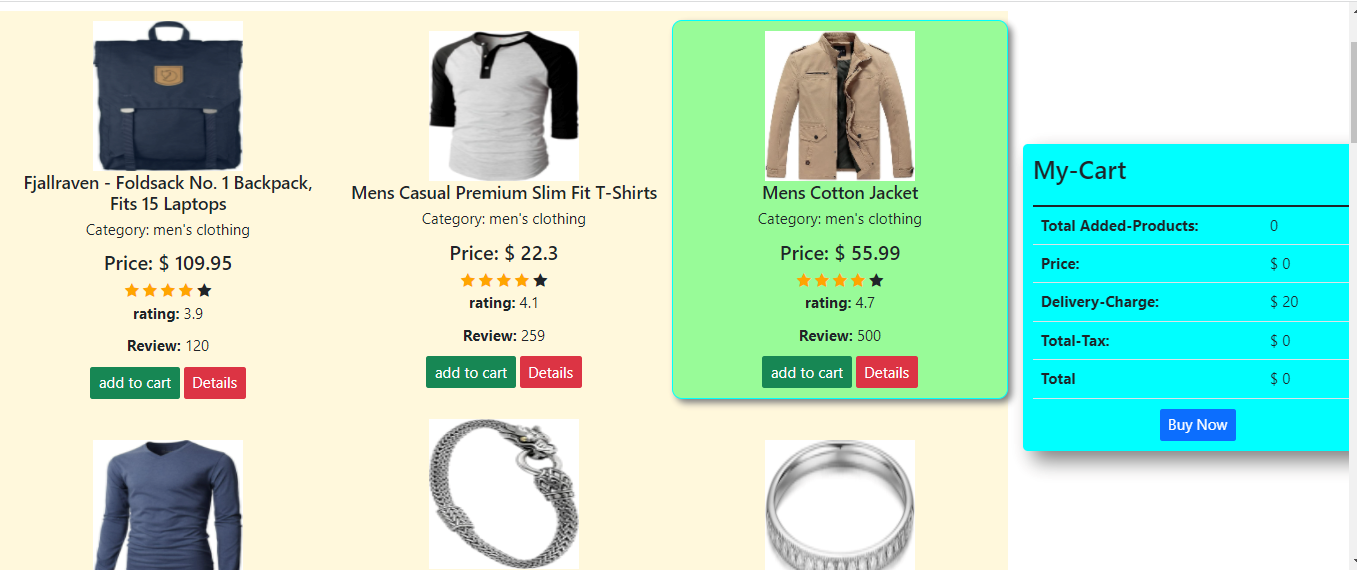 Fjallraven - Foldsack No. 1 Backpack,
Fits 15 Laptops
Category: men's clothing
Price: $ 109.95
rating: 3.9
Review: 120
add to cart Details
Mens Casual Premium Slim Fit T-Shirts
Category: men's clothing
Price: $ 22.3
rating: 4.1
Review: 259
add to cart Details
Mens Cotton Jacket
Category: men's clothing
Price: $ 55.99
rating: 4.7
Review: 500
add to cart Details
My-Cart
Total Added-Products: 0
Price: $ 0
Delivery-Charge: $ 20
Total-Tax: $ 0
Total $ 0
Buy Now